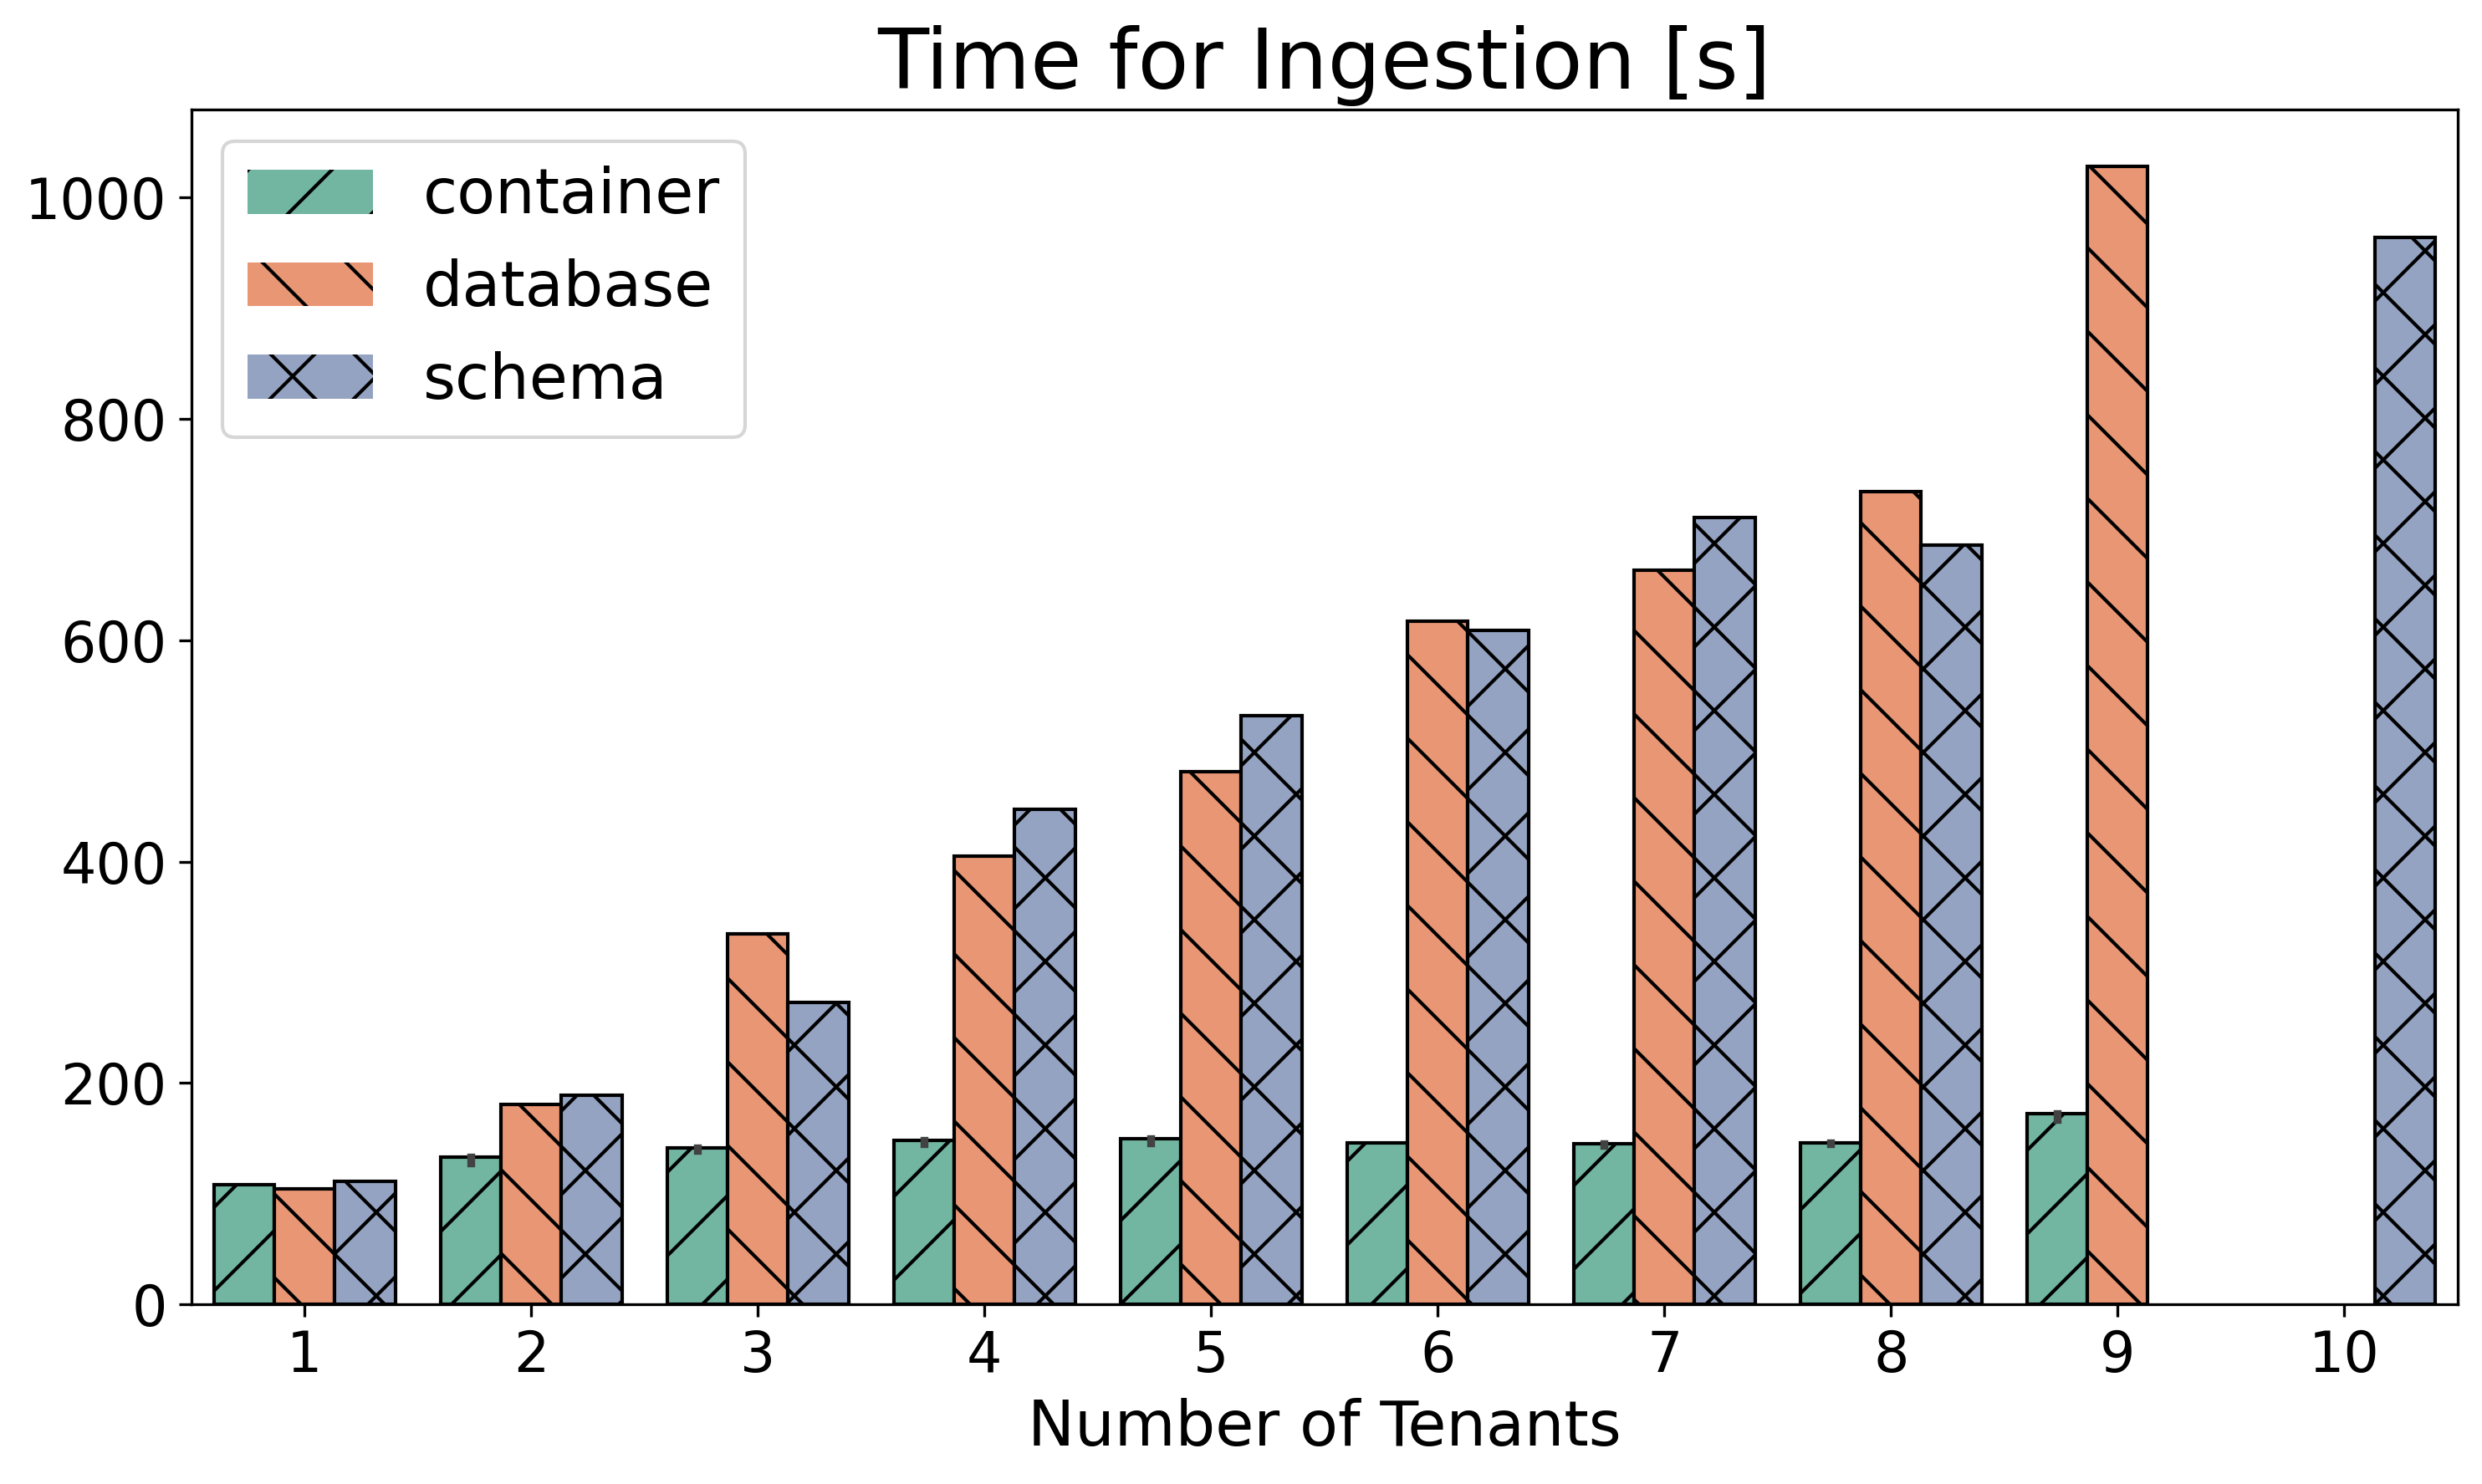 Time for Ingestion [s]
1000
800
600
400
200
0
container
database
schema
1 2 3 4 5 6 7 8 9 10
Number of Tenants